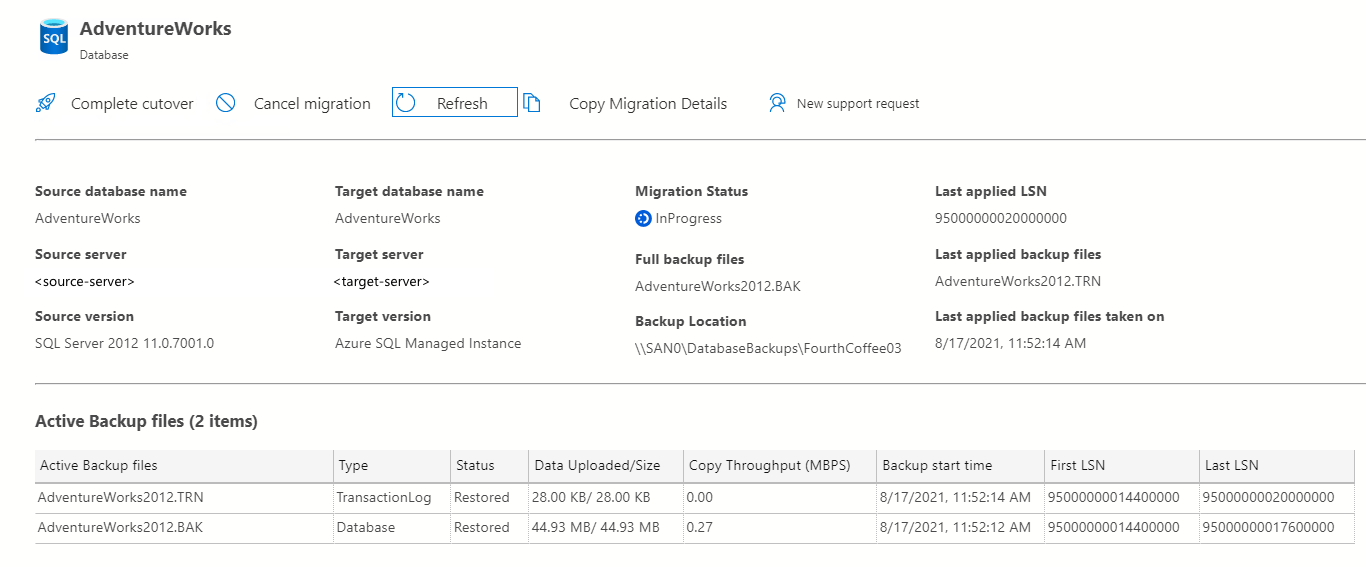 SQL
AdventureWorks
Database
Complete cutover Cancel migration Refresh Copy Migration Details New support request
Source database name Target database name Migration Status Last applied LSN
AdventureWorks AdventureWorks InProgress 95000000020000000
Source server Target server Full backup files Last applied backup files
<source-server> <target-server> AdventureWorks2012.BAK AdventureWorks2012.TRN
Source version Target version Backup Location Last applied backup files taken on
SQL Server 2012 11.0.7001.0 Azure SQL Managed Instance \\SAN0\DatabaseBackups\FourthCoffee03 8/17/2021, 11:52:14 AM
Active Backup files (2 items)
Active Backup files Type Status Data Uploaded/Size Copy Throughput (MBPS) Backup start time First LSN Last LSN
AdventureWorks2012.TRN TransactionLog Restored 28.00 KB/ 28.00 KB 0.00 8/17/2021, 11:52:14 AM 95000000014400000 95000000020000000
AdventureWorks2012.BAK Database Restored 44.93 MB/ 44.93 MB 0.27 8/17/2021, 11:52:12 AM 95000000014400000 95000000017600000